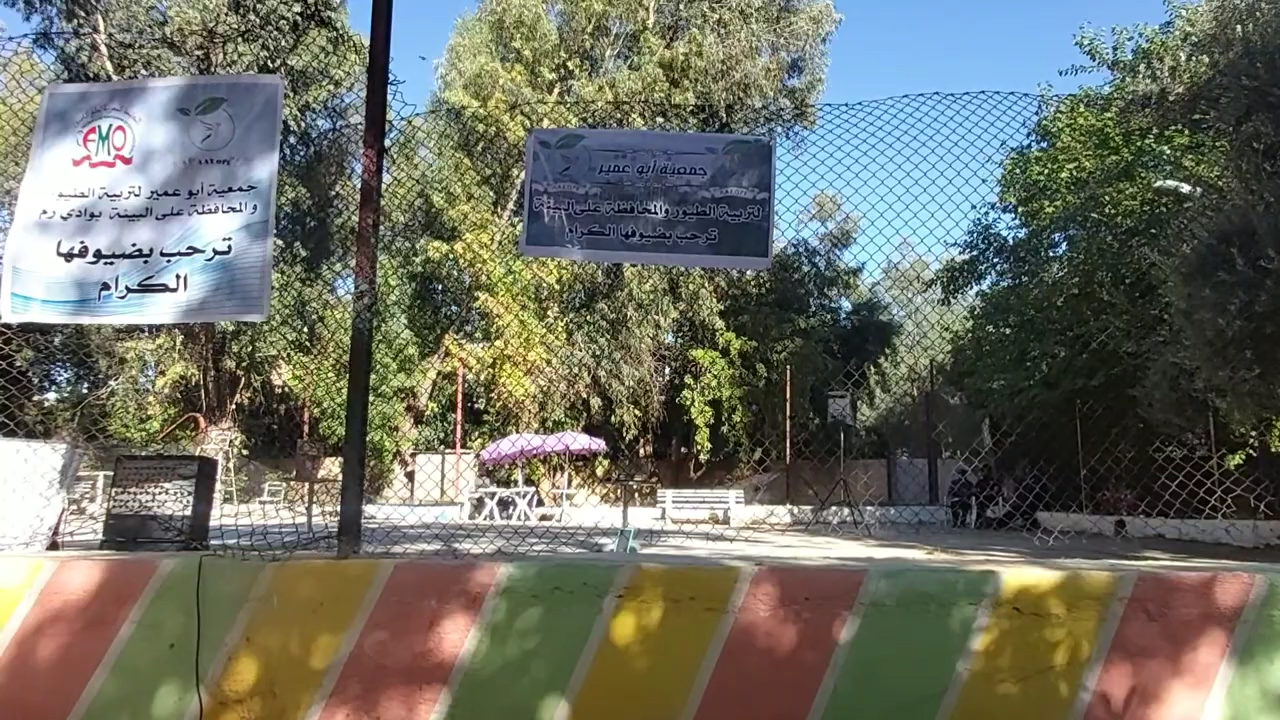 FMO
جمعية أبو عمير لتربية الطيور
والمحافظة على البيئة بوادي رم
ترحب بضيوفها
الكرام
جمعية أبو عمير
لتربية الطيور والمحافظة على البيئة
ترحب بضيوفها الكرام